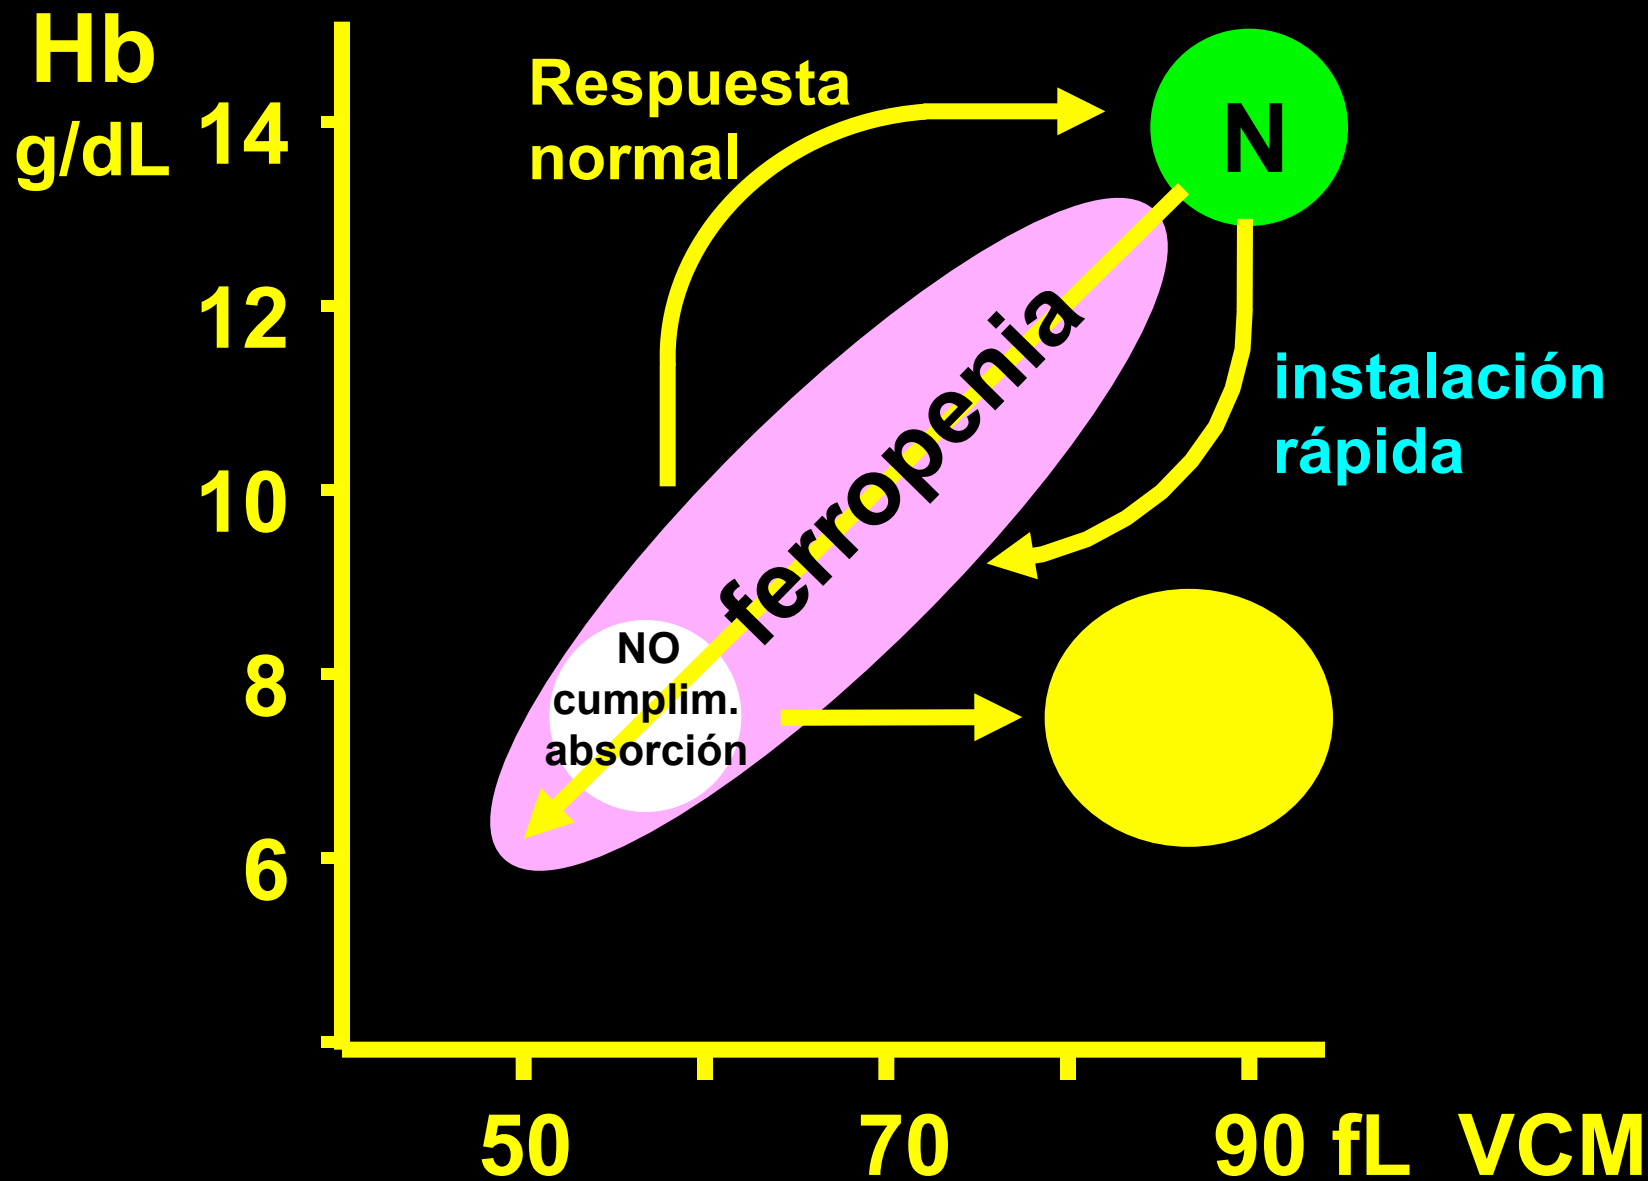 Hb
g/dL
14
12
10
8
6
Respuesta
normal
N
ferropenia
instalación
rápida
NO
cumplim.
absorción
50 70 90 fL VCM